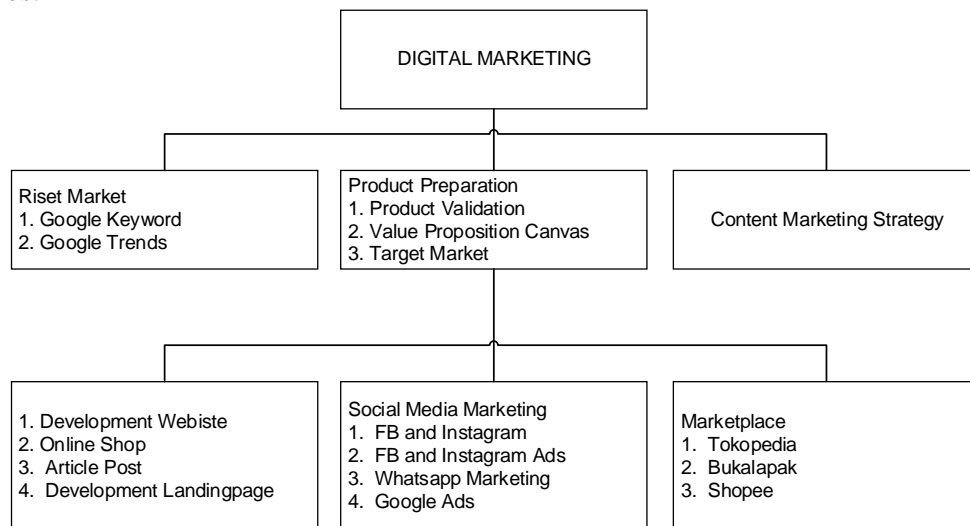 DIGITAL MARKETING
Riset Market
1. Google Keyword
2. Google Trends
Product Preparation
1. Product Validation
2. Value Proposition Canvas
3. Target Market
Content Marketing Strategy
1. Development Webiste
2. Online Shop
3. Article Post
4. Development Landingpage
Social Media Marketing
1. FB and Instagram
2. FB and Instagram Ads
3. Whatsapp Marketing
4. Google Ads
Marketplace
1. Tokopedia
2. Bukalapak
3. Shopee